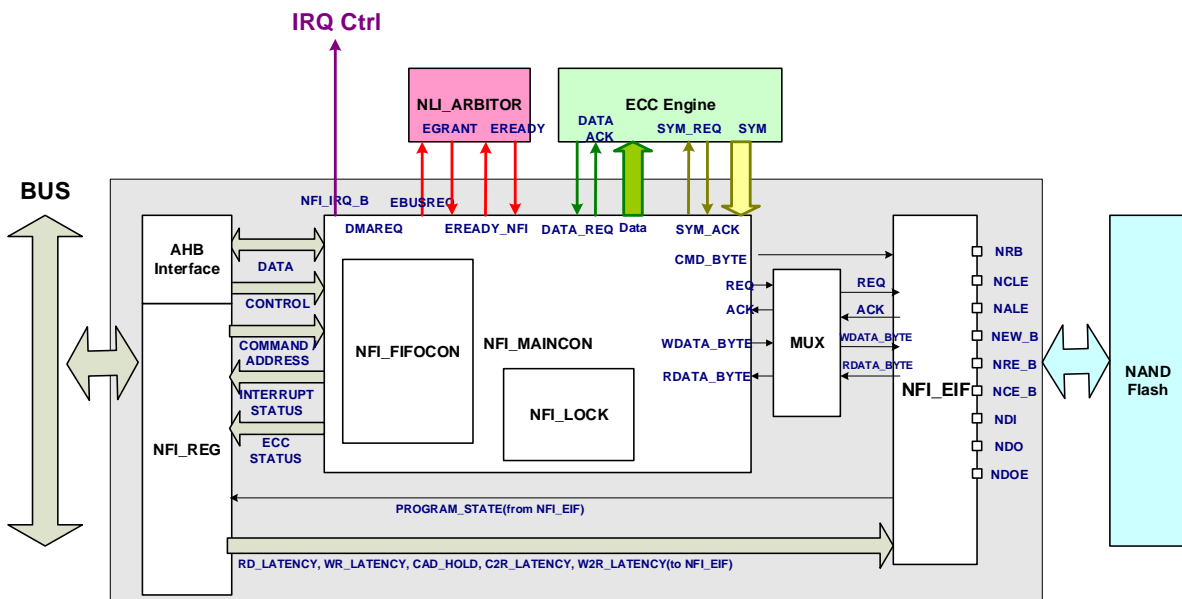 IRQ Ctrl
NLI_ARBITOR
EGRANT EREADY
ECC Engine
DATA
ACK
SYM_REQ SYM
BUS
NFI_IRQ_B
EBUSREQ
DMAREQ
EREADY_NFI
DATA_REQ
Data
SYM_ACK
AHB
Interface
DATA
CONTROL
COMMAND /
ADDRESS
INTERRUPT
STATUS
ECC
STATUS
NFI_REG
NFI_FIFOCON
NFI_MAINCON
NFI_LOCK
CMD_BYTE
REQ
ACK
WDATA_BYTE
RDATA_BYTE
MUX
REQ
ACK
WDATA_BYTE
RDATA_BYTE
NFI_EIF
NRB
NCLE
NALE
NEW_B
NRE_B
NCE_B
NDI
NDO
NDOE
NAND
Flash
PROGRAM_STATE(from NFI_EIF)
RD_LATENCY, WR_LATENCY, CAD_HOLD, C2R_LATENCY, W2R_LATENCY(to NFI_EIF)